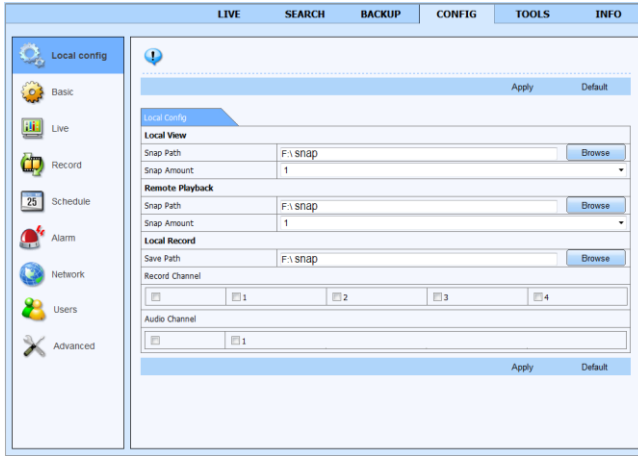 LIVE SEARCH BACKUP CONFIG TOOLS INFO
Local config
Basic
Live
Record
25 Schedule
Alarm
Network
Users
Advanced
Apply Default
Local Config
Local View
Snap Path F:\ snap Browse
Snap Amount 1
Remote Playback
Snap Path F:\ snap Browse
Snap Amount 1
Local Record
Save Path F:\ snap Browse
Record Channel
1 2 3 4
Audio Channel
1
Apply Default